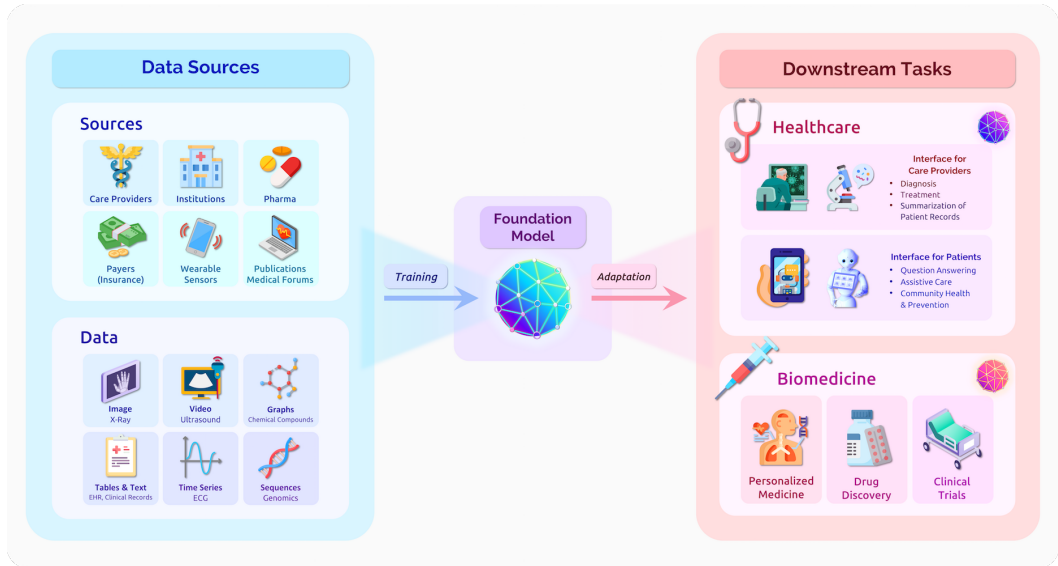 Data Sources
Sources
Care Providers
Institutions
Pharma
Payers
(Insurance)
Wearable
Sensors
Publications
Medical Forums
Data
Image
X-Ray
Video
Ultrasound
Graphs
Chemical Compounds
Tables & Text
EHR, Clinical Records
Time Series
ECG
Sequences
Genomics
Training
Foundation
Model
Adaptation
Downstream Tasks
Healthcare
Interface for
Care Providers
• Diagnosis
• Treatment
• Summarization of
Patient Records
Interface for Patients
• Question Answering
• Assistive Care
• Community Health
& Prevention
Biomedicine
Personalized
Medicine
Drug
Discovery
Clinical
Trials